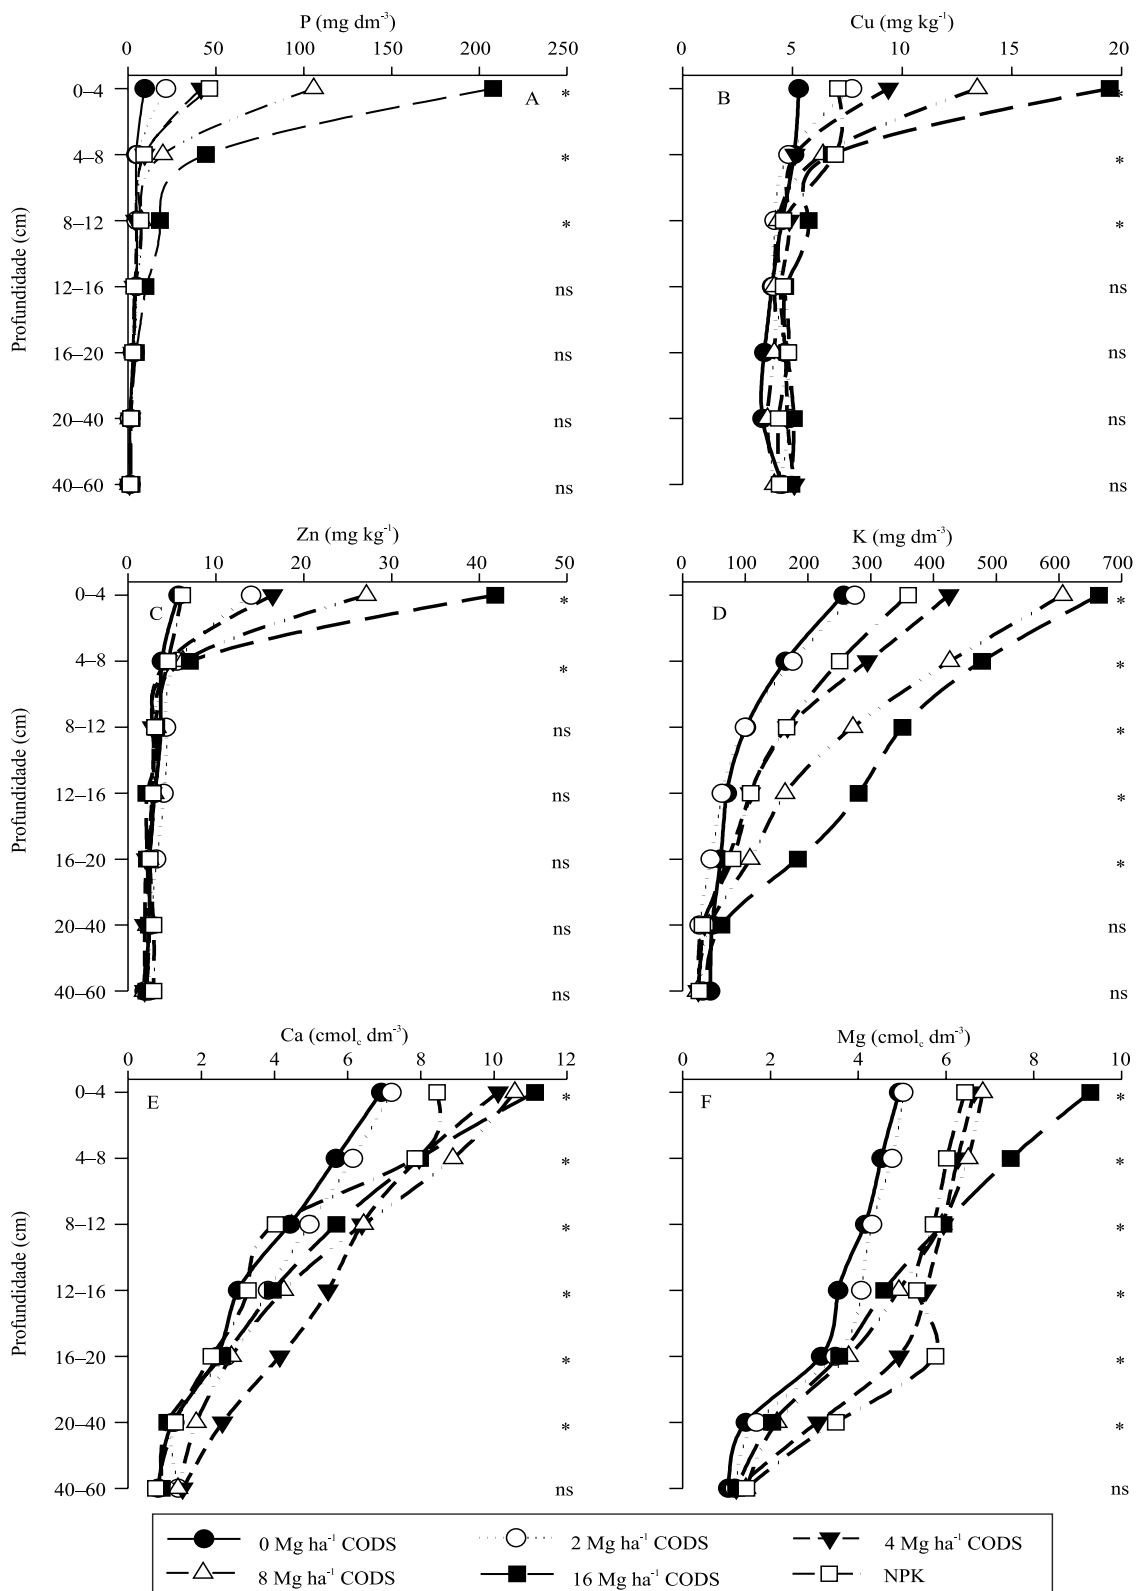 P (mg dm⁻³)
0 50 100 150 200 250
Cu (mg kg⁻¹)
0 5 10 15 20
Profundidade (cm)
0–4
4–8
8–12
12–16
16–20
20–40
40–60
A
*
*
*
ns
ns
ns
ns
B
*
*
*
ns
ns
ns
ns
Zn (mg kg⁻¹)
0 10 20 30 40 50
K (mg dm⁻³)
0 100 200 300 400 500 600 700
Profundidade (cm)
0–4
4–8
8–12
12–16
16–20
20–40
40–60
C
*
*
ns
ns
ns
ns
ns
D
*
*
*
*
*
ns
ns
Ca (cmol_c dm⁻³)
0 2 4 6 8 10 12
Mg (cmol_c dm⁻³)
0 2 4 6 8 10
Profundidade (cm)
0–4
4–8
8–12
12–16
16–20
20–40
40–60
E
*
*
*
*
*
*
ns
F
*
*
*
*
*
*
ns
0 Mg ha⁻¹ CODS 2 Mg ha⁻¹ CODS 4 Mg ha⁻¹ CODS
8 Mg ha⁻¹ CODS 16 Mg ha⁻¹ CODS NPK